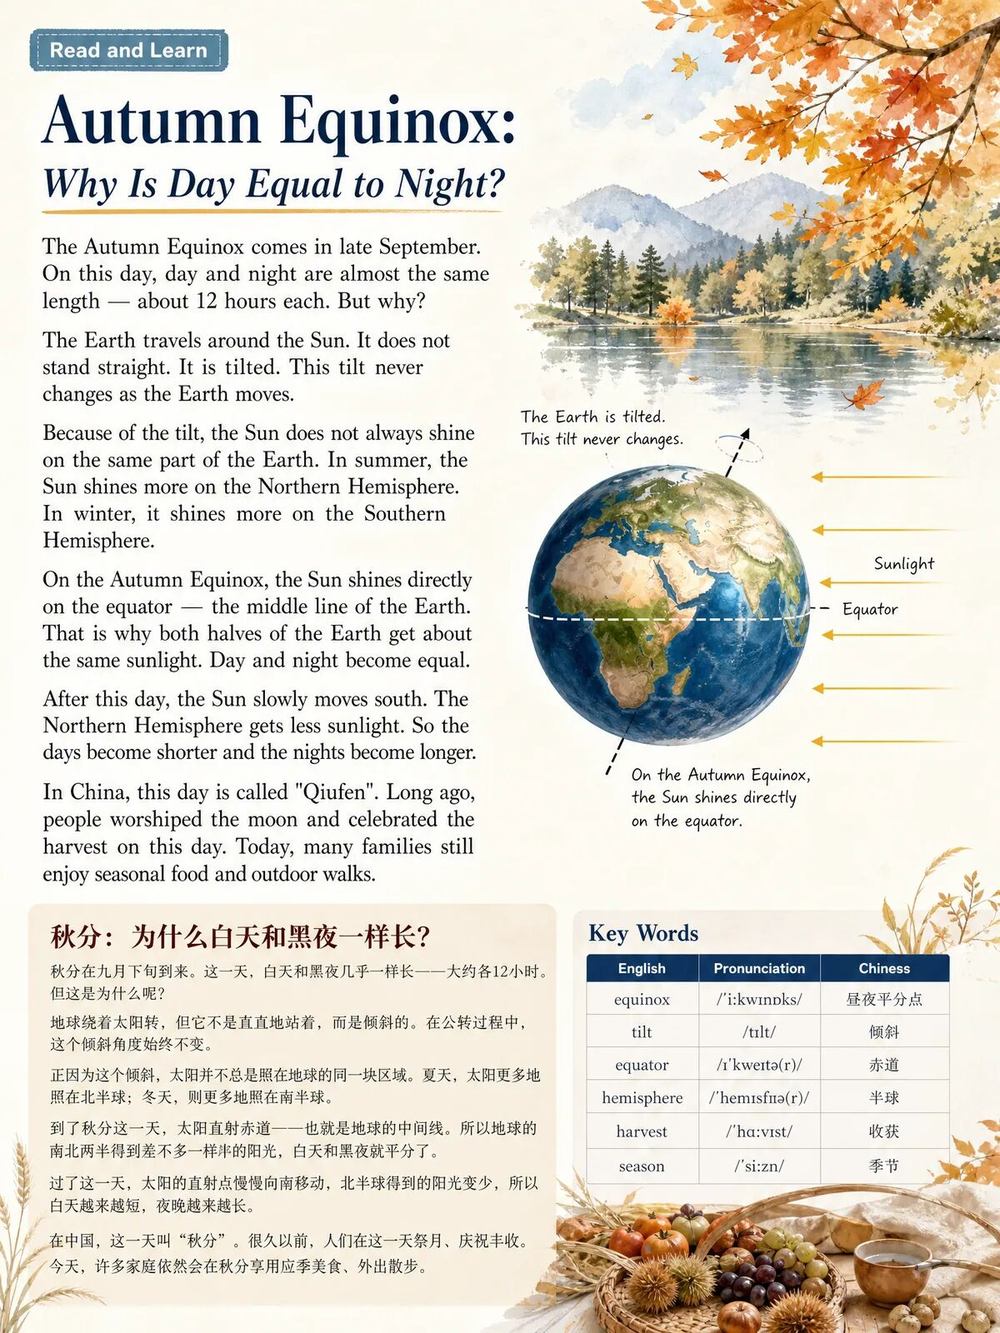 Read and Learn
Autumn Equinox:
Why Is Day Equal to Night?
The Autumn Equinox comes in late September.
On this day, day and night are almost the same
length — about 12 hours each. But why?
The Earth travels around the Sun. It does not
stand straight. It is tilted. This tilt never
changes as the Earth moves.
Because of the tilt, the Sun does not always shine
on the same part of the Earth. In summer, the
Sun shines more on the Northern Hemisphere.
In winter, it shines more on the Southern
Hemisphere.
On the Autumn Equinox, the Sun shines directly
on the equator — the middle line of the Earth.
That is why both halves of the Earth get about
the same sunlight. Day and night become equal.
After this day, the Sun slowly moves south. The
Northern Hemisphere gets less sunlight. So the
days become shorter and the nights become longer.
In China, this day is called "Qiufen". Long ago,
people worshiped the moon and celebrated the
harvest on this day. Today, many families still
enjoy seasonal food and outdoor walks.
The Earth is tilted.
This tilt never changes.
Sunlight
Equator
On the Autumn Equinox,
the Sun shines directly
on the equator.
秋分：为什么白天和黑夜一样长？
秋分在九月下旬到来。这一天，白天和黑夜几乎一样长——大约各12小时。
但这是为什么呢？
地球绕着太阳转，但它不是直直地站着，而是倾斜的。在公转过程中，
这个倾斜角度始终不变。
正因为这个倾斜，太阳并不总是照在地球的同一块区域。夏天，太阳更多地
照在北半球；冬天，则更多地照在南半球。
到了秋分这一天，太阳直射赤道——也就是地球的中间线。所以地球的
南北两半得到差不多一样的阳光，白天和黑夜就平分了。
过了这一天，太阳的直射点慢慢向南移动，北半球得到的阳光变少，所以
白天越来越短，夜晚越来越长。
在中国，这一天叫“秋分”。很久以前，人们在这一天祭月、庆祝丰收。
今天，许多家庭依然会在秋分享用应季美食、外出散步。
Key Words
English Pronunciation Chinese
equinox /ˈiːkwɪnɒks/ 昼夜平分点
tilt /tɪlt/ 倾斜
equator /ɪˈkweɪtə(r)/ 赤道
hemisphere /ˈhemɪsfɪə(r)/ 半球
harvest /ˈhɑːvɪst/ 收获
season /ˈsiːzn/ 季节